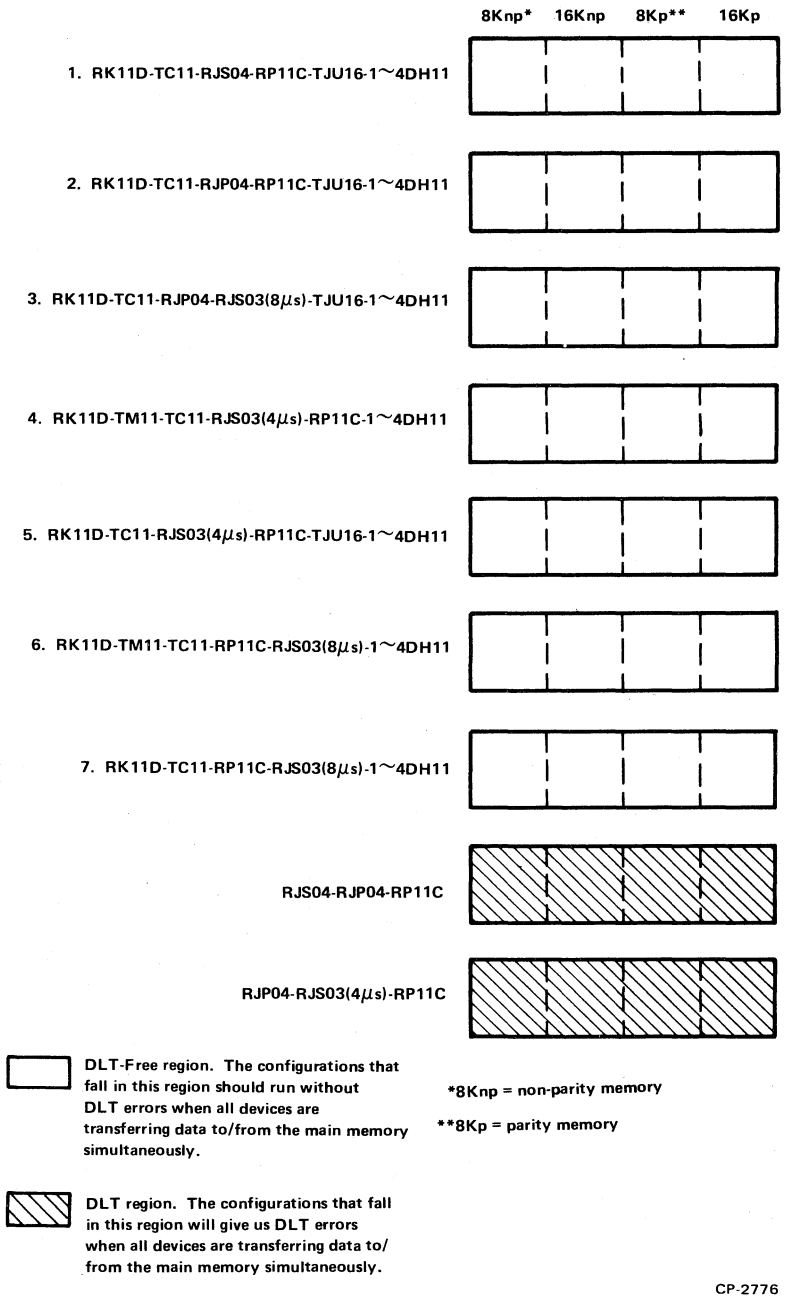 8Knp* 16Knp 8Kp** 16Kp
1. RK11D-TC11-RJS04-RP11C-TJU16-1~4DH11
2. RK11D-TC11-RJP04-RP11C-TJU16-1~4DH11
3. RK11D-TC11-RJP04-RJS03(8μs)-TJU16-1~4DH11
4. RK11D-TM11-TC11-RJS03(4μs)-RP11C-1~4DH11
5. RK11D-TC11-RJS03(4μs)-RP11C-TJU16-1~4DH11
6. RK11D-TM11-TC11-RP11C-RJS03(8μs)-1~4DH11
7. RK11D-TC11-RP11C-RJS03(8μs)-1~4DH11
RJS04-RJP04-RP11C
RJP04-RJS03(4μs)-RP11C
DLT-Free region. The configurations that
fall in this region should run without
DLT errors when all devices are
transferring data to/from the main memory
simultaneously.
*8Knp = non-parity memory
**8Kp = parity memory
DLT region. The configurations that fall
in this region will give us DLT errors
when all devices are transferring data to/
from the main memory simultaneously.
CP-2776